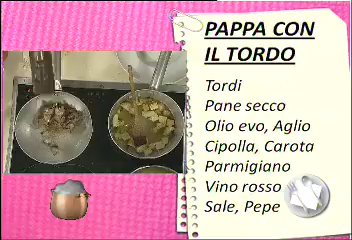 PAPPA CON
IL TORDO
Tordi
Pane secco
Olio evo, Aglio
Cipolla, Carota
Parmigiano
Vino rosso
Sale, Pepe